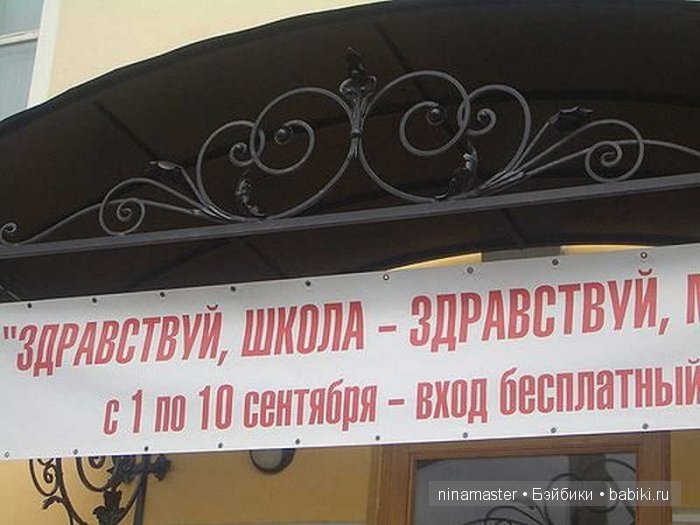 "ЗДРАВСТВУЙ, ШКОЛА – ЗДРАВСТВУЙ,
с 1 по 10 сентября – вход бесплатный
ninamaster • Бэйбики • babiki.ru